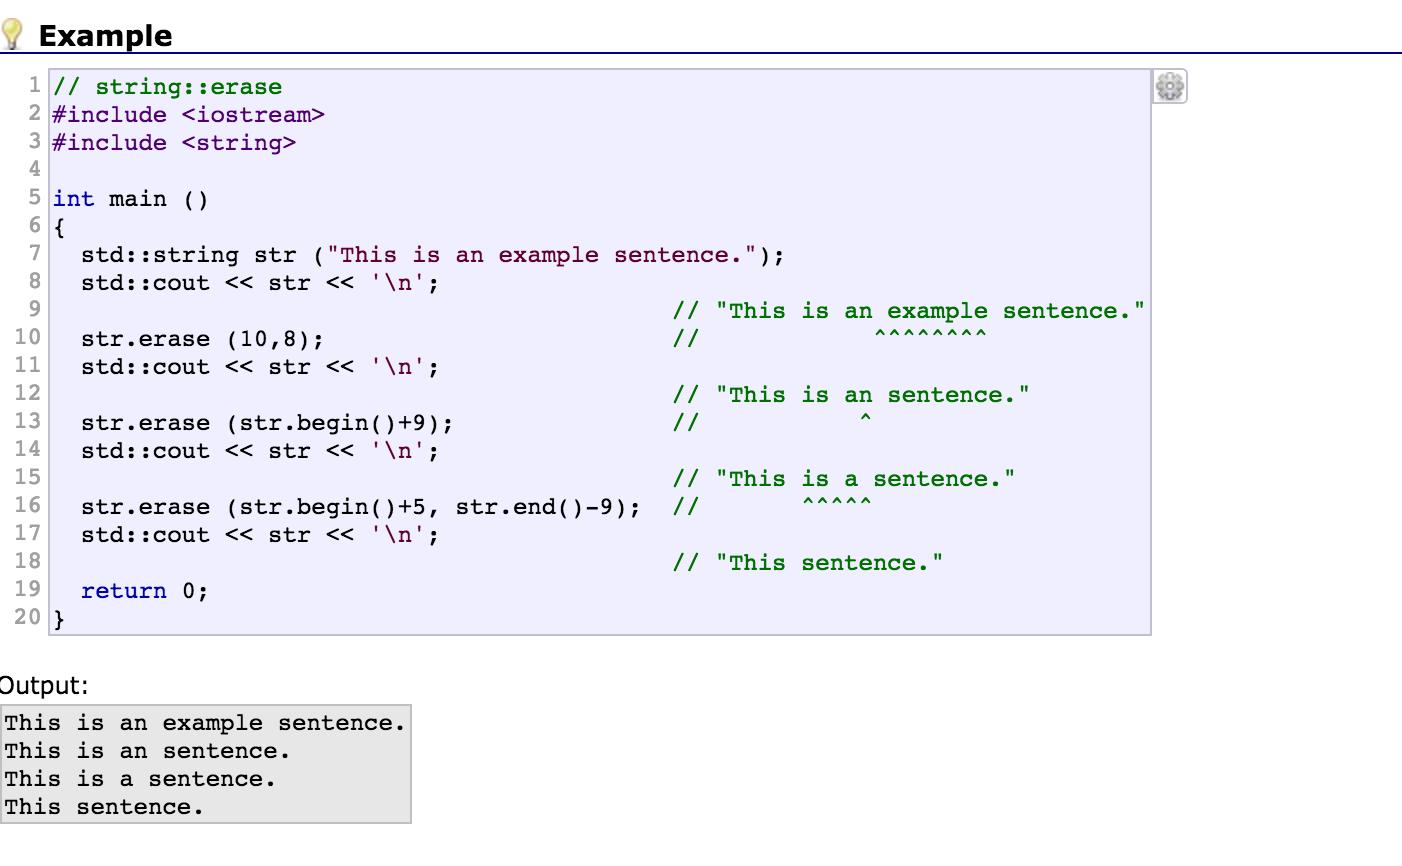 Example
1 // string::erase
2 #include <iostream>
3 #include <string>
4
5 int main ()
6 {
7   std::string str ("This is an example sentence.");
8   std::cout << str << '\n';
9                                            // "This is an example sentence."
10   str.erase (10,8);                        //            ^^^^^^^^
11   std::cout << str << '\n';
12                                            // "This is an sentence."
13   str.erase (str.begin()+9);               //           ^
14   std::cout << str << '\n';
15                                            // "This is a sentence."
16   str.erase (str.begin()+5, str.end()-9);  //       ^^^^^
17   std::cout << str << '\n';
18                                            // "This sentence."
19   return 0;
20 }
Output:
This is an example sentence.
This is an sentence.
This is a sentence.
This sentence.